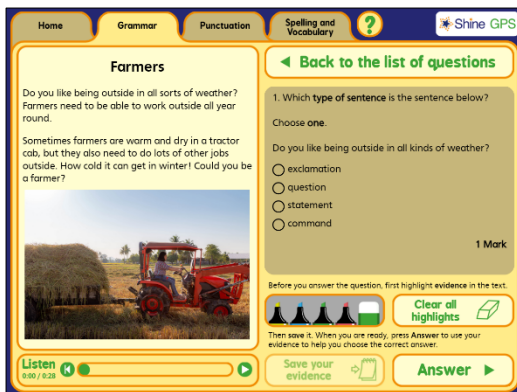 Home
Grammar
Punctuation
Spelling and
Vocabulary
?
Shine GPS
Farmers
Do you like being outside in all sorts of weather?
Farmers need to be able to work outside all year
round.
Sometimes farmers are warm and dry in a tractor
cab, but they also need to do lots of other jobs
outside. How cold it can get in winter! Could you be
a farmer?
Listen
0:00 / 0:28
Back to the list of questions
1. Which type of sentence is the sentence below?
Choose one.
Do you like being outside in all kinds of weather?
exclamation
question
statement
command
1 Mark
Before you answer the question, first highlight evidence in the text.
Clear all
highlights
Then save it. When you are ready, press Answer to use your
evidence to help you choose the correct answer.
Save your
evidence
Answer